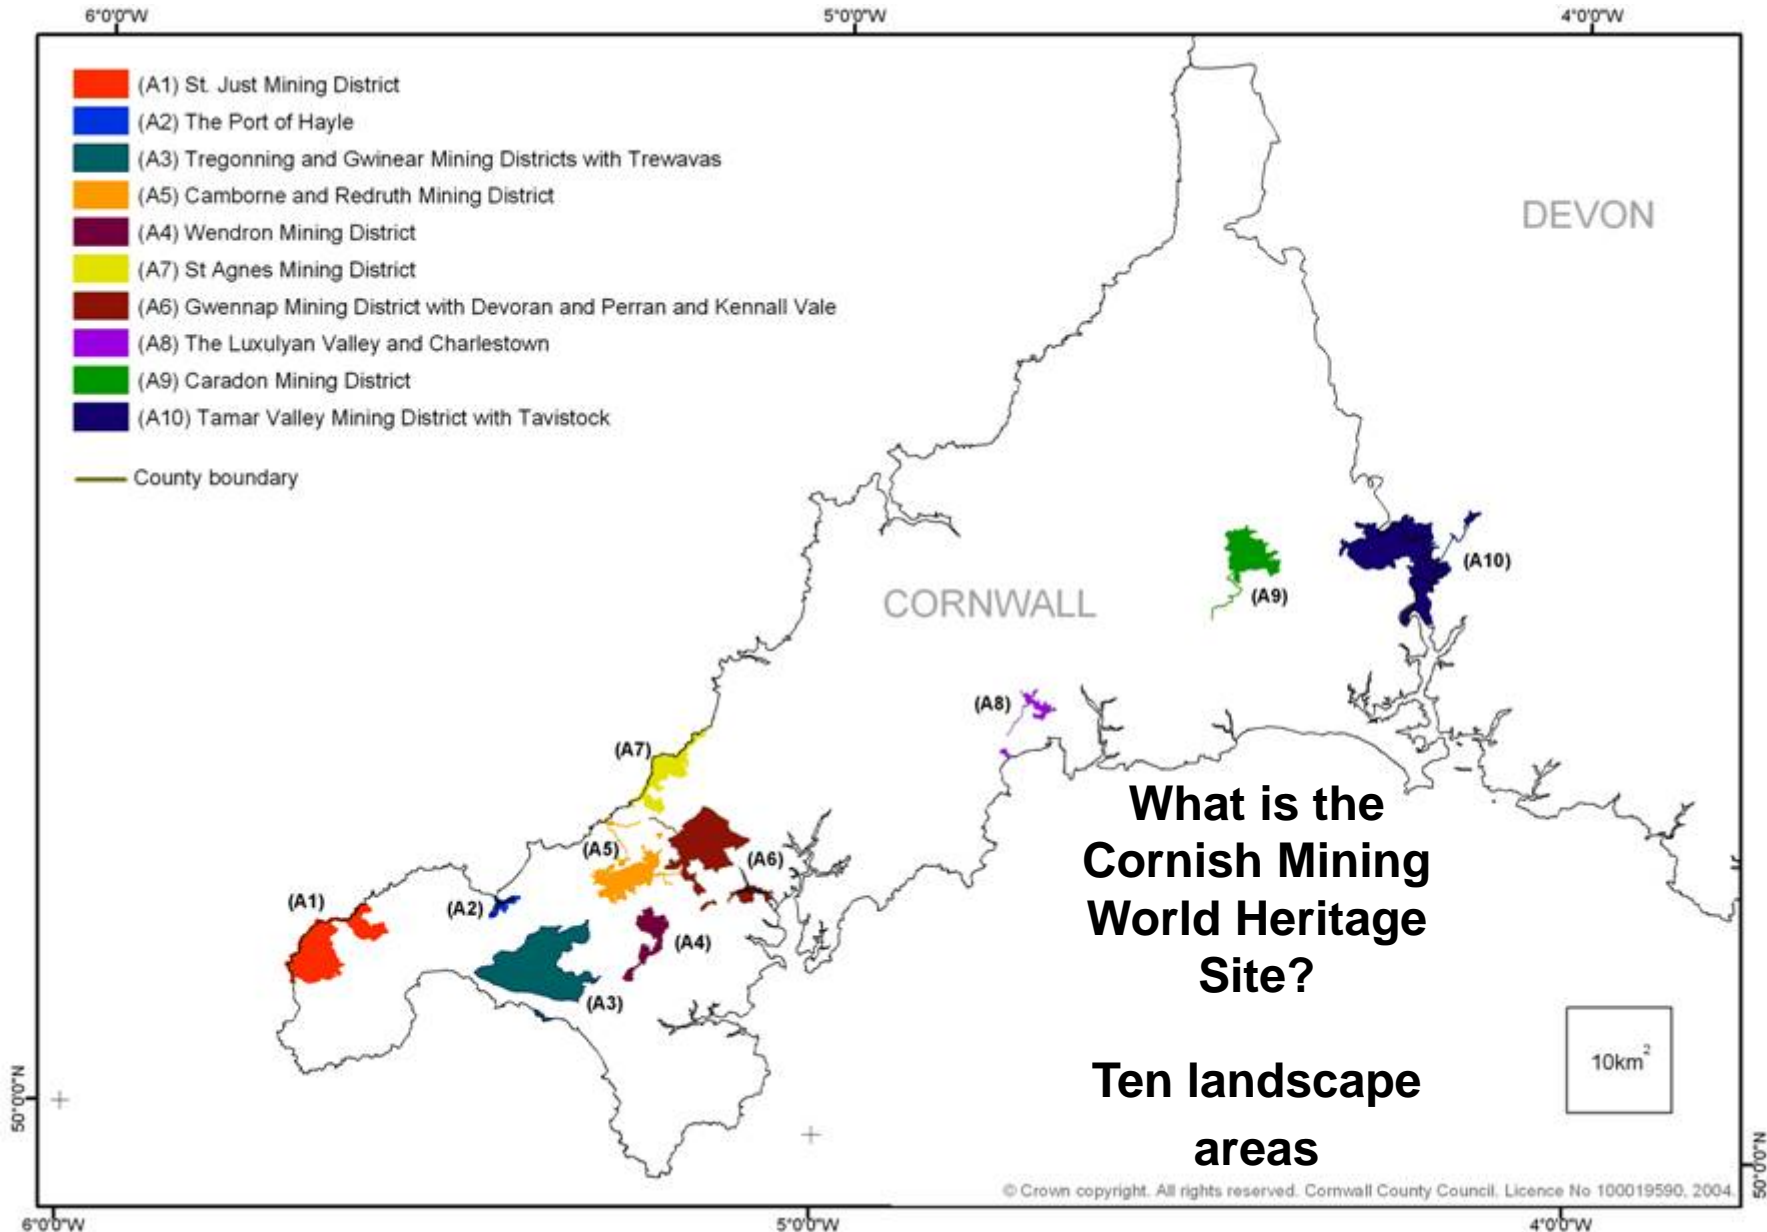 6°0'0"W
5°0'0"W
4°0'0"W
(A1) St. Just Mining District
(A2) The Port of Hayle
(A3) Tregonning and Gwinear Mining Districts with Trewavas
(A5) Camborne and Redruth Mining District
(A4) Wendron Mining District
(A7) St Agnes Mining District
(A6) Gwennap Mining District with Devoran and Perran and Kennall Vale
(A8) The Luxulyan Valley and Charlestown
(A9) Caradon Mining District
(A10) Tamar Valley Mining District with Tavistock
County boundary
DEVON
CORNWALL
(A10)
(A9)
(A8)
(A7)
(A5)
(A6)
(A1)
(A2)
(A4)
(A3)
What is the
Cornish Mining
World Heritage
Site?
Ten landscape
areas
10km²
50°0'0"N
50°0'0"N
© Crown copyright. All rights reserved. Cornwall County Council. Licence No 100019590, 2004.
6°0'0"W
5°0'0"W
4°0'0"W